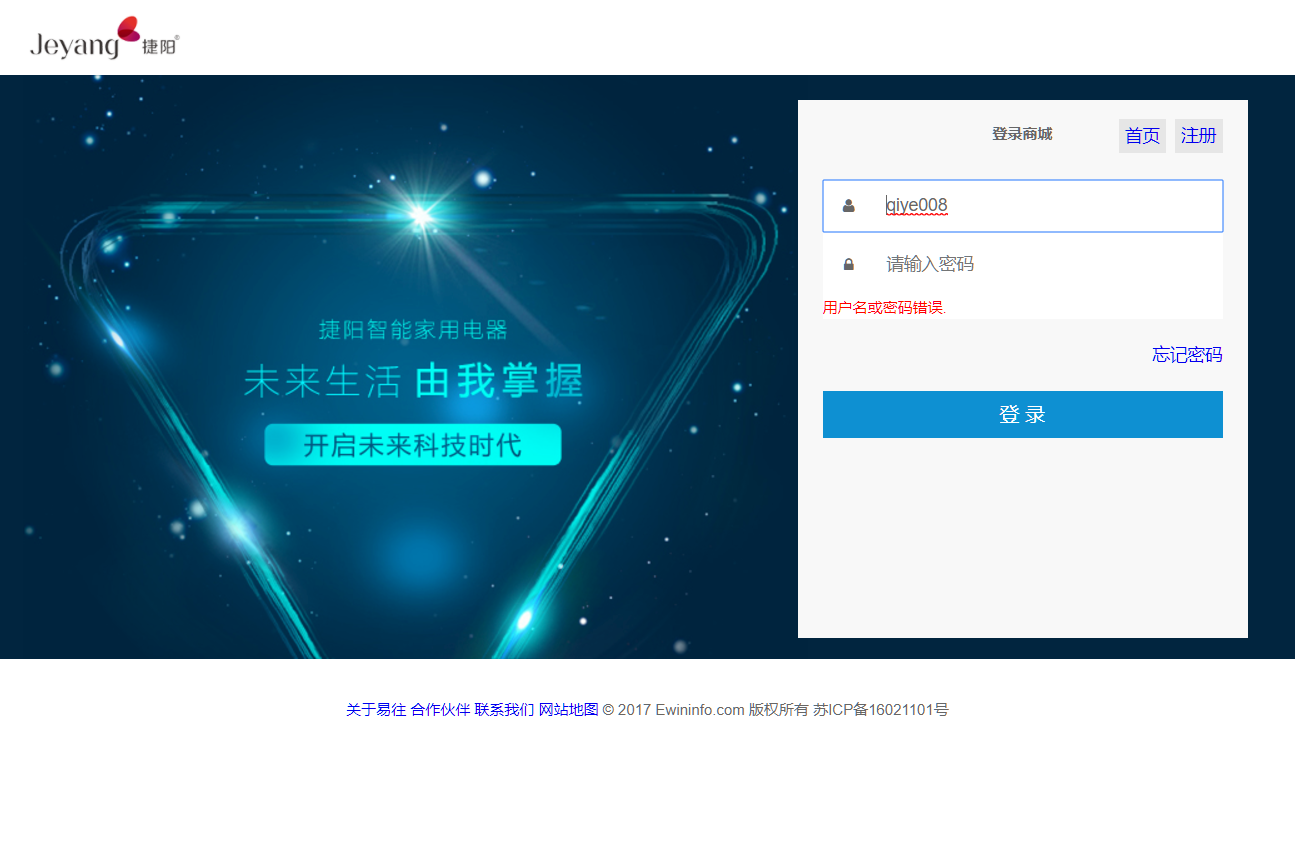 Jeyang 捷阳®
登录商城 首页 注册
qiye008
请输入密码
用户名或密码错误.
忘记密码
登 录
捷阳智能家用电器
未来生活 由我掌握
开启未来科技时代
关于易往 合作伙伴 联系我们 网站地图 © 2017 Ewininfo.com 版权所有 苏ICP备16021101号